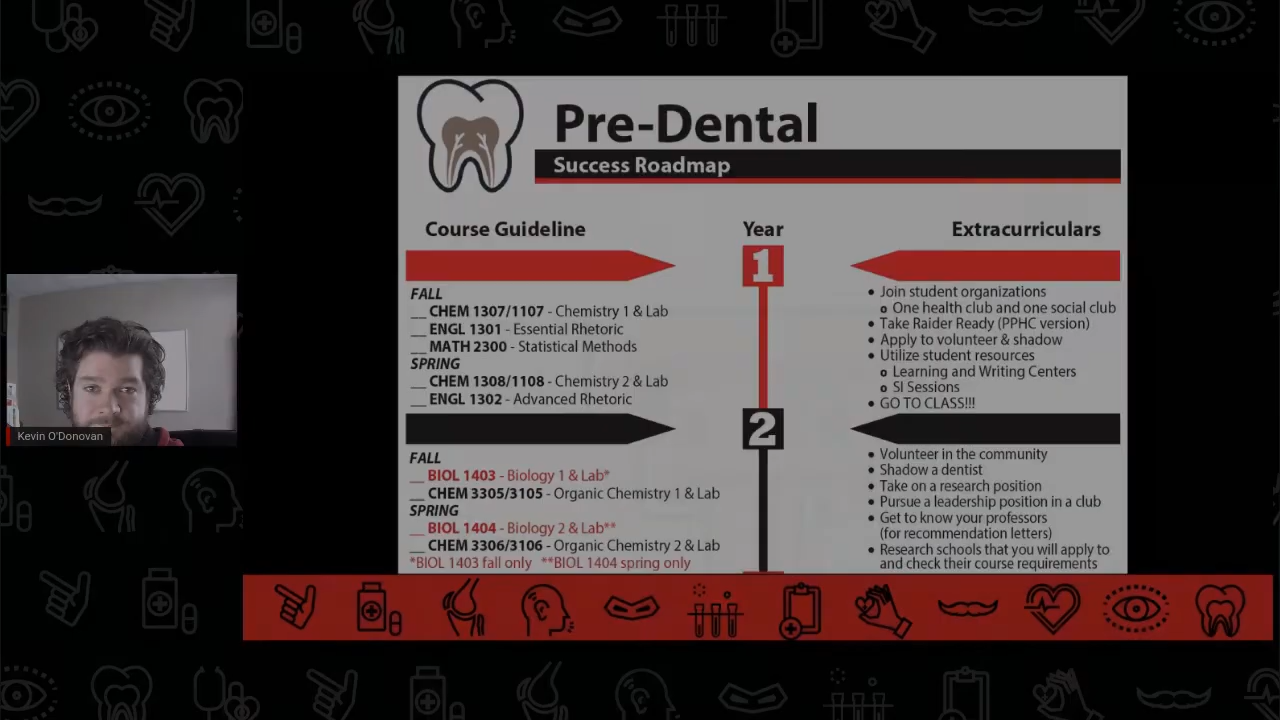 Pre-Dental
Success Roadmap
Course Guideline
Year
Extracurriculars
1
FALL
__ CHEM 1307/1107 - Chemistry 1 & Lab
__ ENGL 1301 - Essential Rhetoric
__ MATH 2300 - Statistical Methods
SPRING
__ CHEM 1308/1108 - Chemistry 2 & Lab
__ ENGL 1302 - Advanced Rhetoric
• Join student organizations
o One health club and one social club
• Take Raider Ready (PPHC version)
• Apply to volunteer & shadow
• Utilize student resources
o Learning and Writing Centers
o SI Sessions
• GO TO CLASS!!!
2
FALL
__ BIOL 1403 - Biology 1 & Lab*
__ CHEM 3305/3105 - Organic Chemistry 1 & Lab
SPRING
__ BIOL 1404 - Biology 2 & Lab**
__ CHEM 3306/3106 - Organic Chemistry 2 & Lab
*BIOL 1403 fall only **BIOL 1404 spring only
• Volunteer in the community
• Shadow a dentist
• Take on a research position
• Pursue a leadership position in a club
• Get to know your professors
(for recommendation letters)
• Research schools that you will apply to
and check their course requirements
Kevin O'Donovan